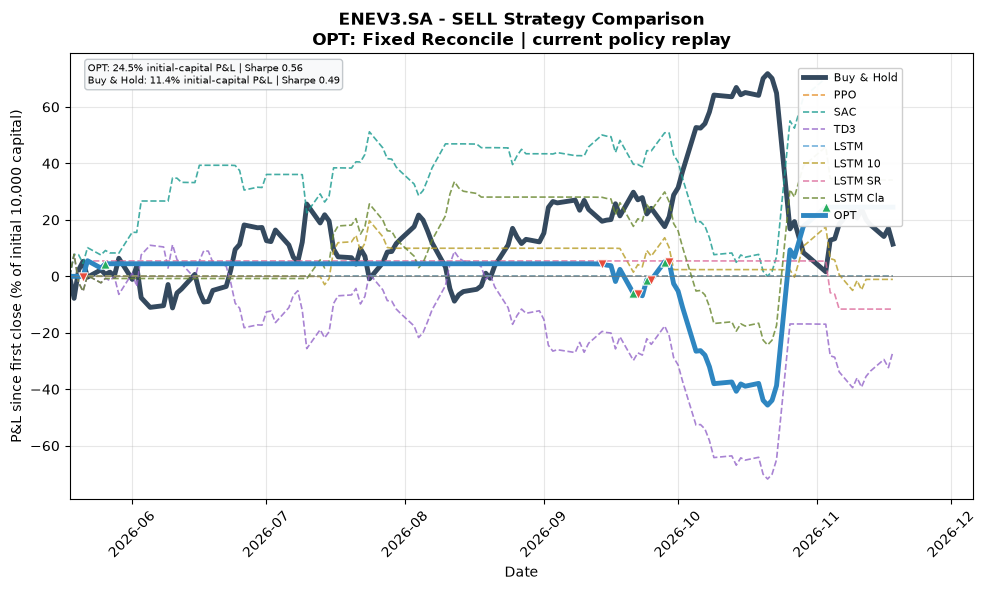 ENEV3.SA - SELL Strategy Comparison
OPT: Fixed Reconcile | current policy replay
OPT: 24.5% initial-capital P&L | Sharpe 0.56
Buy & Hold: 11.4% initial-capital P&L | Sharpe 0.49
Buy & Hold
PPO
SAC
TD3
LSTM
LSTM 10
LSTM SR
LSTM Cla
OPT
P&L since first close (% of initial 10,000 capital)
60
40
20
0
−20
−40
−60
2026-06
2026-07
2026-08
2026-09
2026-10
2026-11
2026-12
Date